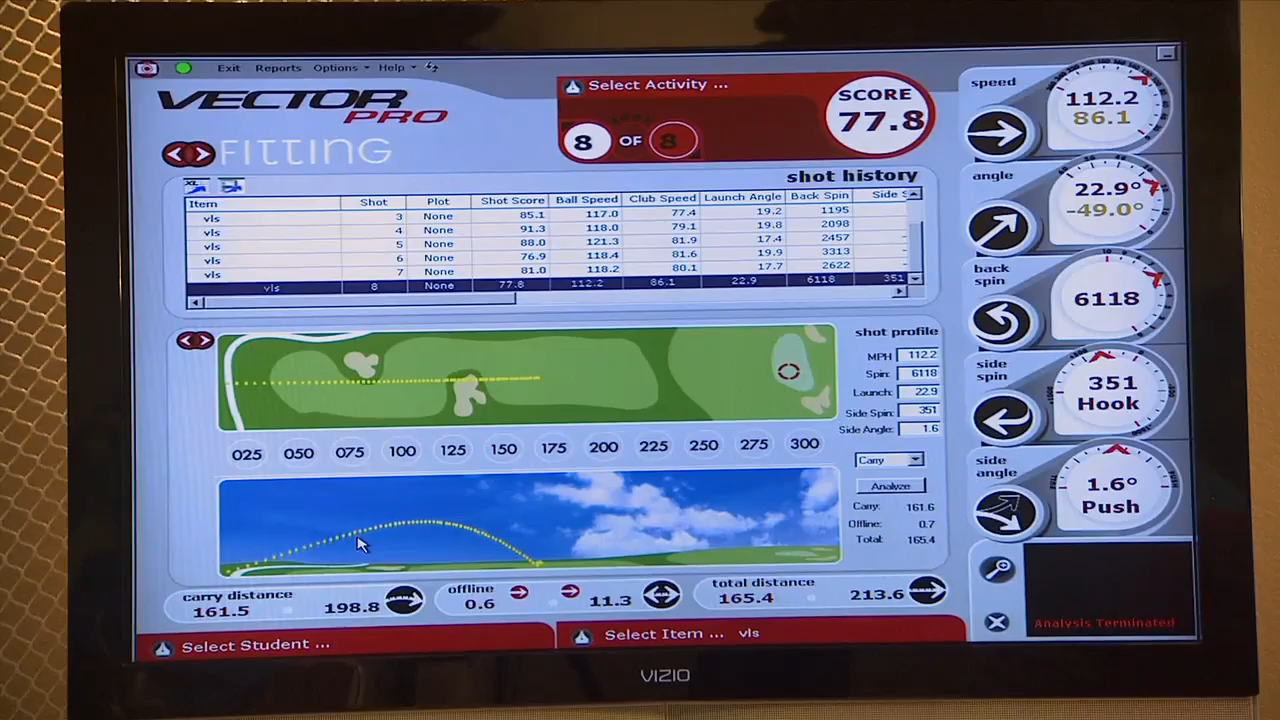 Exit Reports Options Help
VECTOR
PRO
FITTING
Select Activity ...
8 OF 8
SCORE
77.8
shot history
Item Shot Plot Shot Score Ball Speed Club Speed Launch Angle Back Spin Side S
vls 3 None 85.1 117.0 77.4 19.2 1195
vls 4 None 91.3 118.0 79.1 19.8 2098
vls 5 None 88.0 121.3 81.9 17.4 2457
vls 6 None 76.9 118.4 81.6 19.9 3313
vls 7 None 81.0 118.2 80.1 17.7 2622
vls 8 None 77.8 112.2 86.1 22.9 6118 351
shot profile
MPH 112.2
Spin: 6118
Launch: 22.9
Side Spin: 351
Side Angle: 1.6
025 050 075 100 125 150 175 200 225 250 275 300
Carry
Analyze
Carry: 161.6
Offline: 0.7
Total: 165.4
carry distance
161.5 198.8
offline
0.6 11.3
total distance
165.4 213.6
Select Student ...
Select Item ... vls
speed
112.2
86.1
angle
22.9°
-49.0°
back
spin
6118
side
spin
351
Hook
side
angle
1.6°
Push
Analysis Terminated
VIZIO